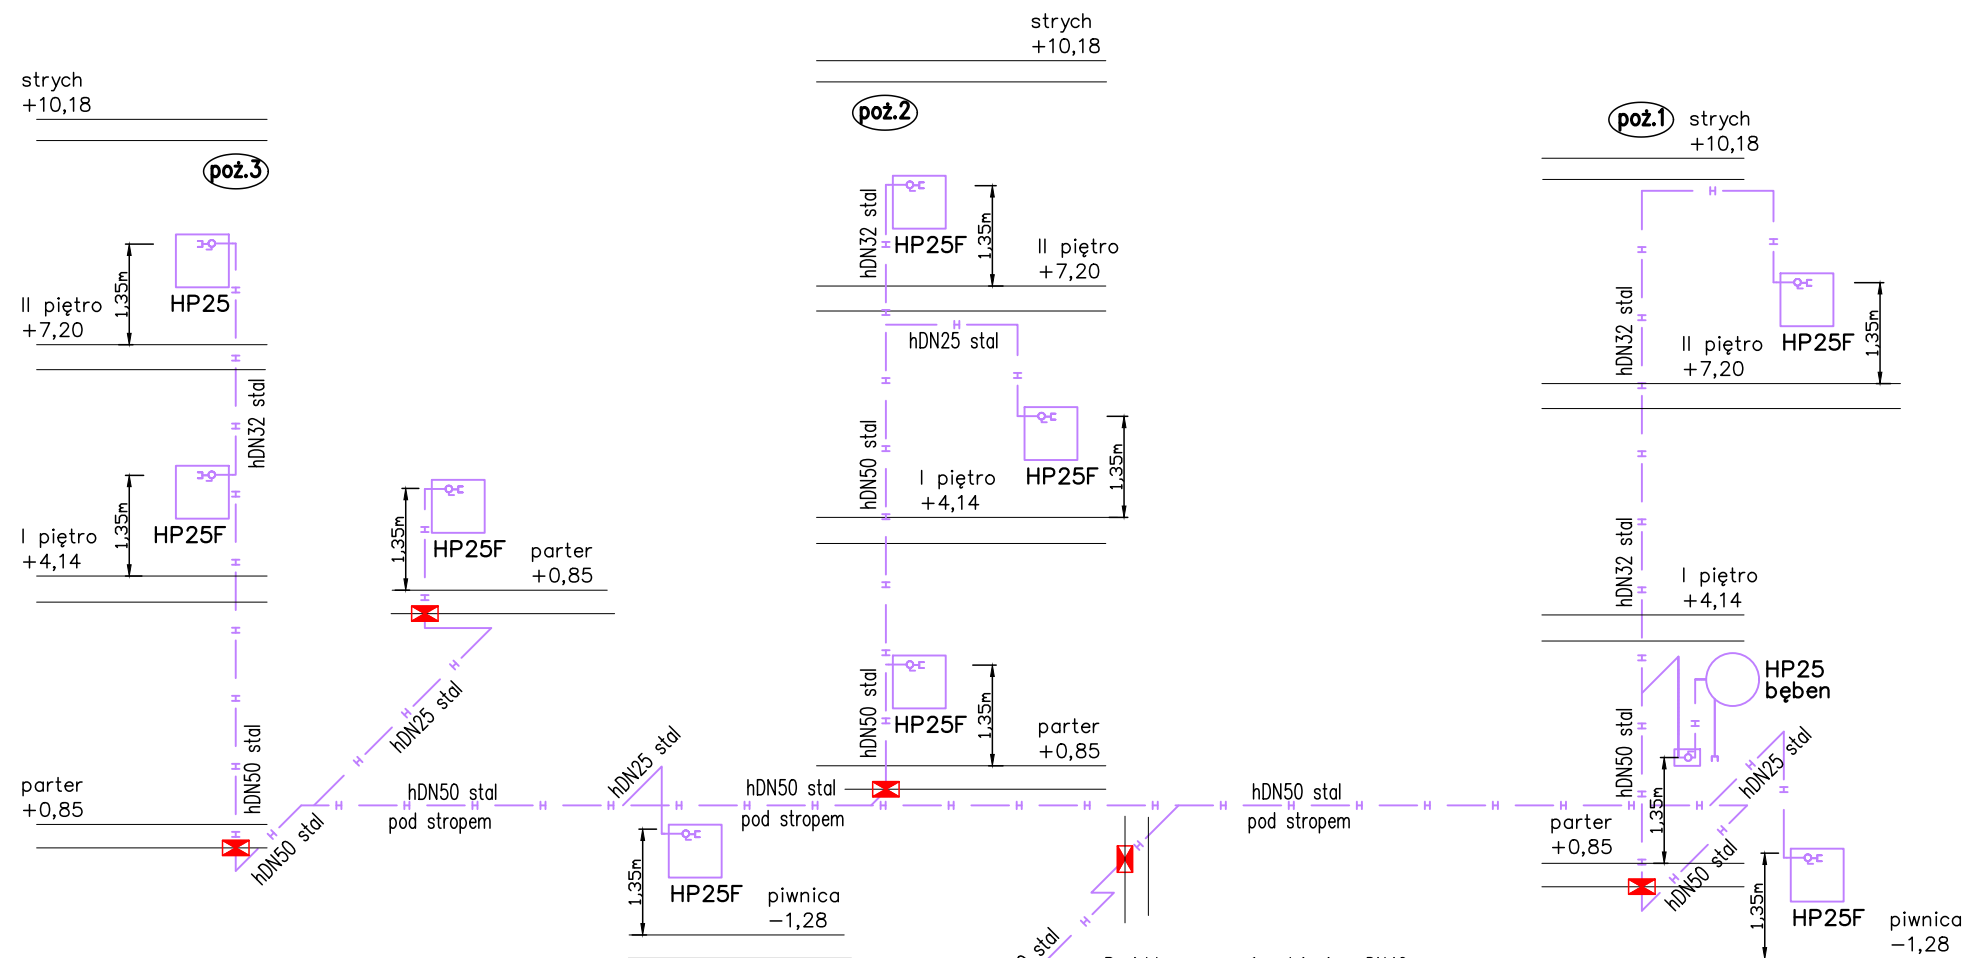 strych
+10,18
poż.3
HP25
1,35m
II piętro
+7,20
hDN32 stal
HP25F
1,35m
I piętro
+4,14
hDN50 stal
parter
+0,85
hDN50 stal
1,35m
HP25F
parter
+0,85
hDN25 stal
hDN50 stal
pod stropem
hDN25 stal
1,35m
HP25F
piwnica
-1,28
strych
+10,18
poż.2
hDN32 stal
HP25F
1,35m
II piętro
+7,20
hDN25 stal
hDN50 stal
HP25F
1,35m
I piętro
+4,14
hDN50 stal
HP25F
1,35m
parter
+0,85
hDN50 stal
pod stropem
stal
hDN50 stal
pod stropem
poż.1
strych
+10,18
hDN32 stal
HP25F
1,35m
II piętro
+7,20
hDN32 stal
I piętro
+4,14
HP25
bęben
hDN50 stal
hDN25 stal
1,35m
parter
+0,85
hDN50 stal
1,35m
HP25F
piwnica
-1,28